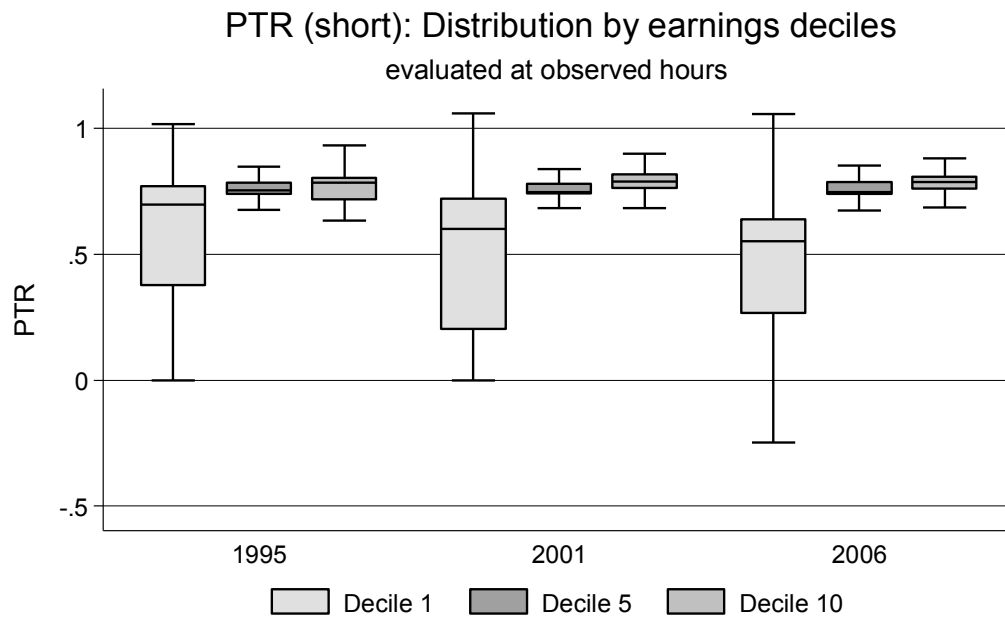 PTR (short): Distribution by earnings deciles
evaluated at observed hours
PTR
1
.5
0
-.5
1995 2001 2006
Decile 1 Decile 5 Decile 10